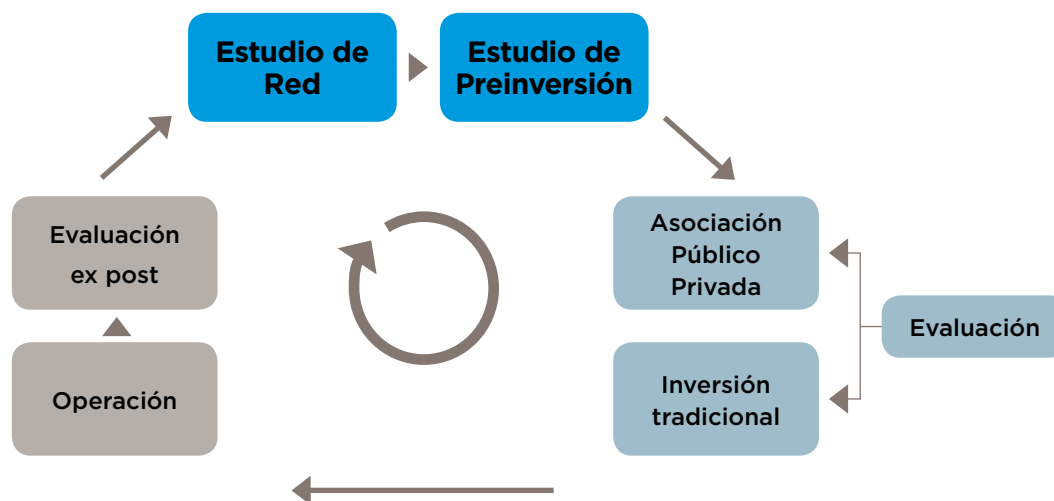 Estudio de
Red
Estudio de
Preinversión
Evaluación
ex post
Asociación
Público
Privada
Evaluación
Operación
Inversión
tradicional